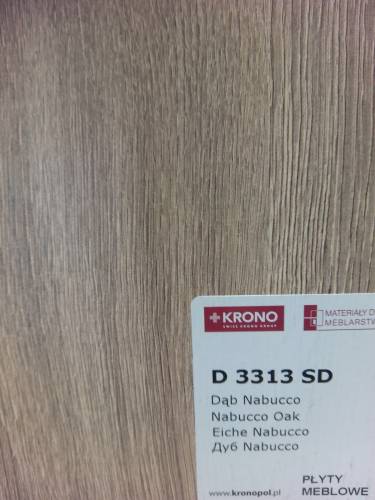 KRONO
SWISS KRONO GROUP
MATERIAŁY D
MEBLARSTW
D 3313 SD
Dąb Nabucco
Nabucco Oak
Eiche Nabucco
Дуб Nabucco
www.kronopol.pl
PŁYTY
MEBLOWE